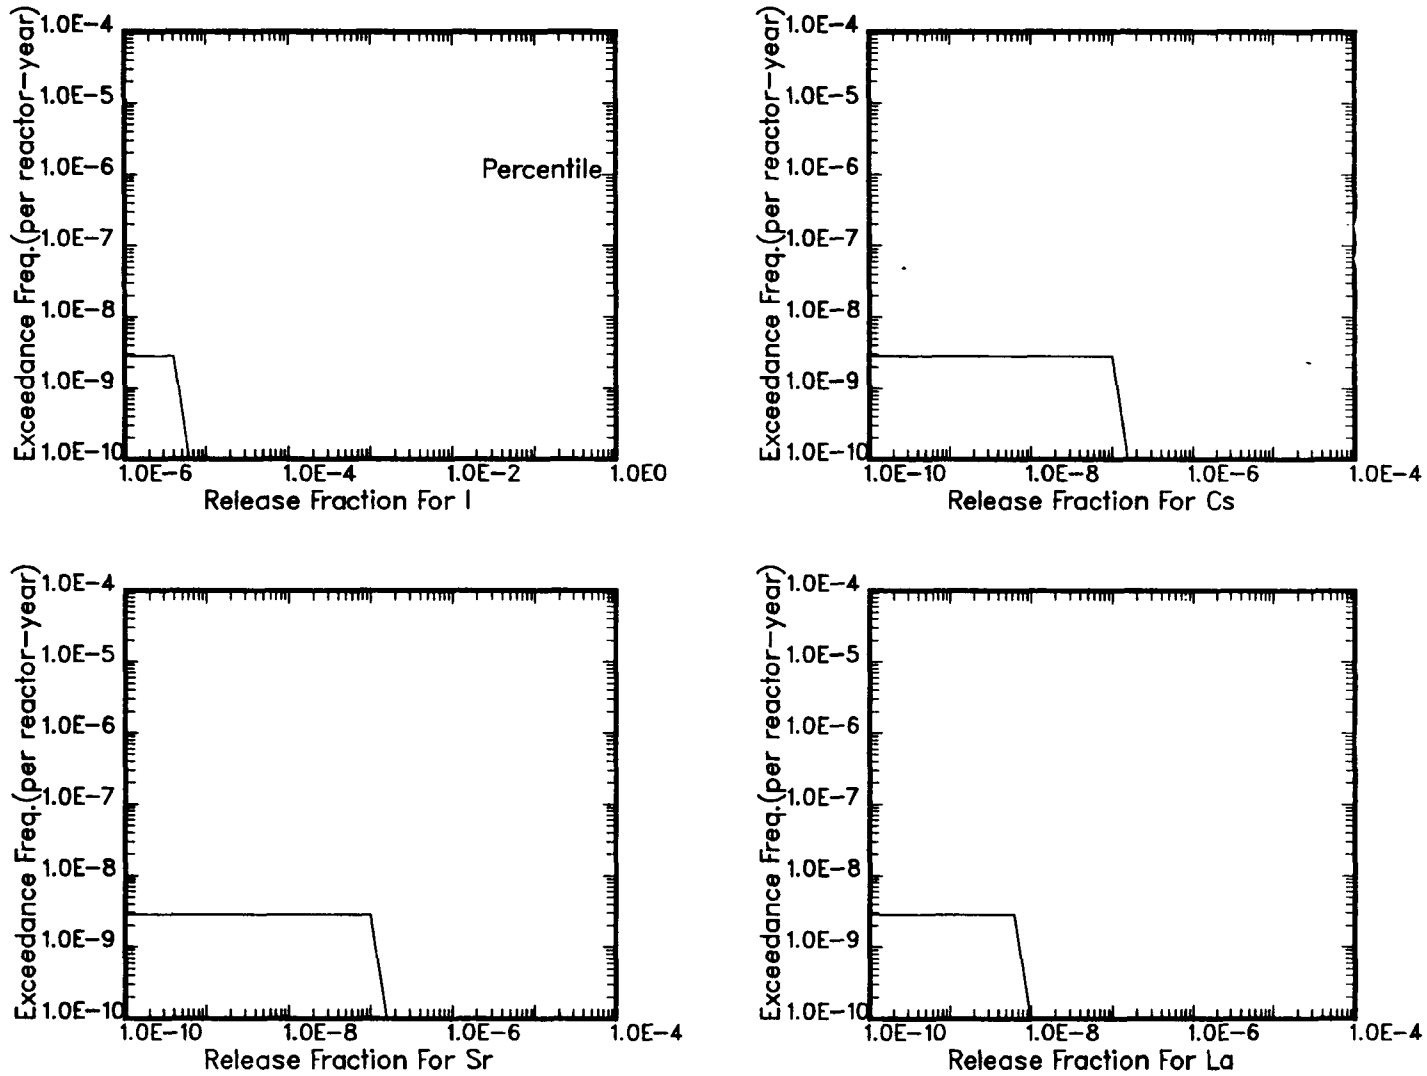 Exceedance Freq.(per reactor-year)
1.0E-4
1.0E-5
1.0E-6
1.0E-7
1.0E-8
1.0E-9
1.0E-10
Percentile
1.0E-6 1.0E-4 1.0E-2 1.0E0
Release Fraction For I
Exceedance Freq.(per reactor-year)
1.0E-4
1.0E-5
1.0E-6
1.0E-7
1.0E-8
1.0E-9
1.0E-10
1.0E-10 1.0E-8 1.0E-6 1.0E-4
Release Fraction For Cs
Exceedance Freq.(per reactor-year)
1.0E-4
1.0E-5
1.0E-6
1.0E-7
1.0E-8
1.0E-9
1.0E-10
1.0E-10 1.0E-8 1.0E-6 1.0E-4
Release Fraction For Sr
Exceedance Freq.(per reactor-year)
1.0E-4
1.0E-5
1.0E-6
1.0E-7
1.0E-8
1.0E-9
1.0E-10
1.0E-10 1.0E-8 1.0E-6 1.0E-4
Release Fraction For La